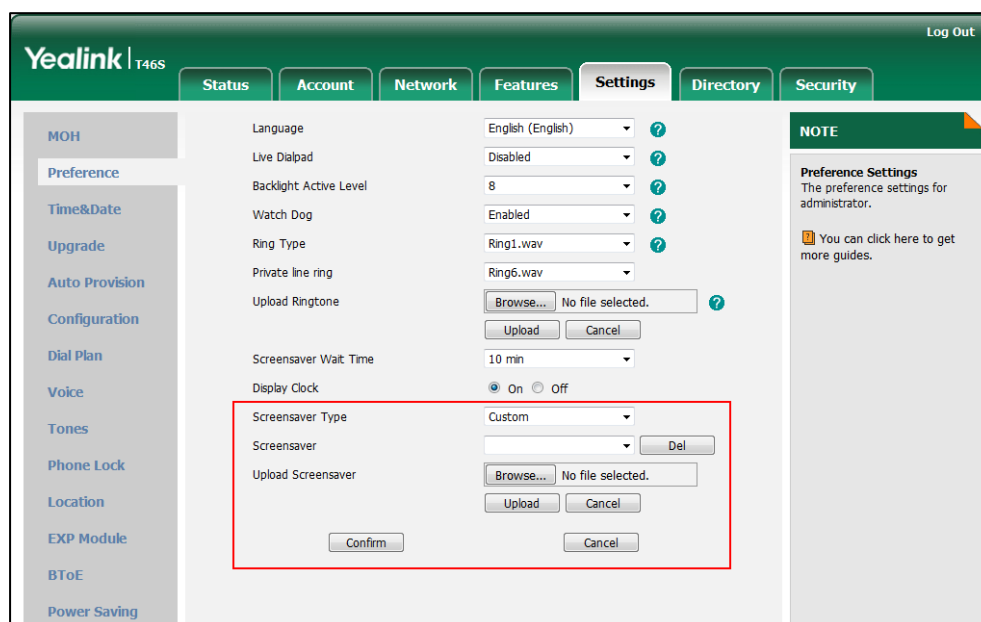 Log Out
Yealink T46S
Status Account Network Features Settings Directory Security
MOH
Preference
Time&Date
Upgrade
Auto Provision
Configuration
Dial Plan
Voice
Tones
Phone Lock
Location
EXP Module
BToE
Power Saving
Language English (English) ?
Live Dialpad Disabled ?
Backlight Active Level 8 ?
Watch Dog Enabled ?
Ring Type Ring1.wav ?
Private line ring Ring6.wav
Upload Ringtone Browse... No file selected. ?
Upload Cancel
Screensaver Wait Time 10 min
Display Clock On Off
Screensaver Type Custom
Screensaver Del
Upload Screensaver Browse... No file selected.
Upload Cancel
Confirm Cancel
NOTE
Preference Settings
The preference settings for
administrator.
? You can click here to get
more guides.